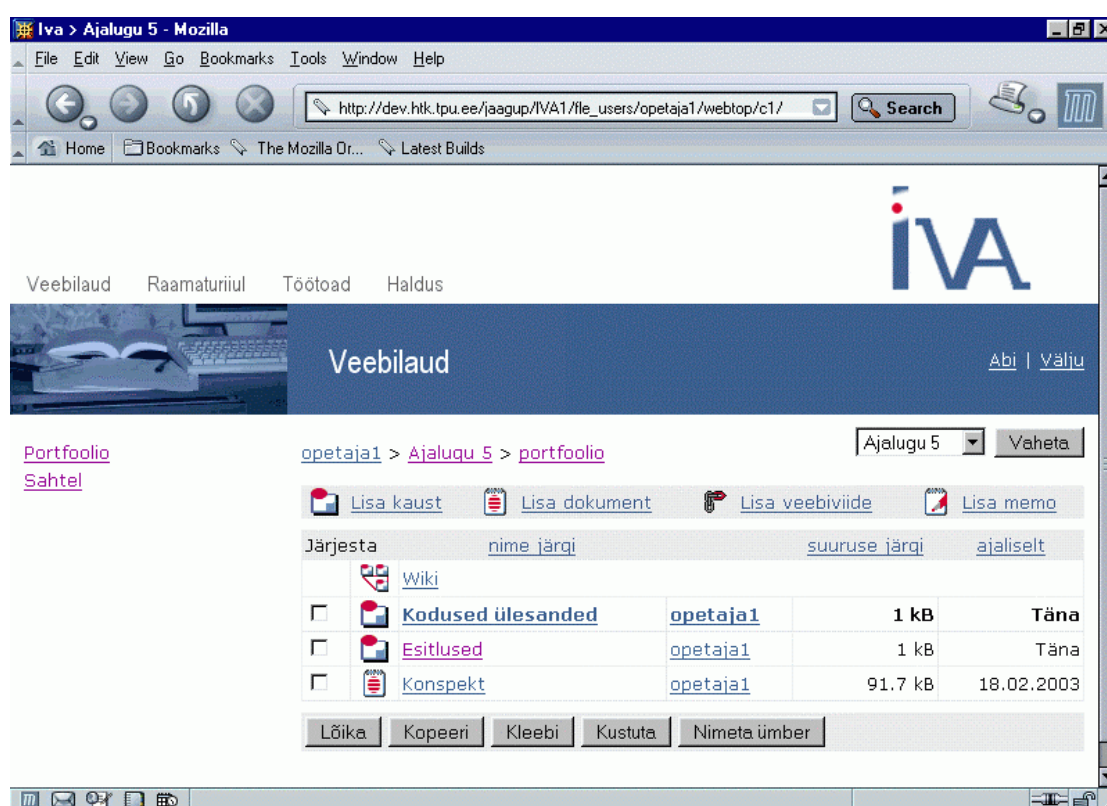 Iva > Ajalugu 5 - Mozilla
File Edit View Go Bookmarks Tools Window Help
http://dev.htk.tpu.ee/jaagup/IVA1/fle_users/opetaja1/webtop/c1/ Search
Home Bookmarks The Mozilla Or... Latest Builds
IVA
Veebilaud Raamaturiiul Töötoad Haldus
Veebilaud Abi | Välju
Ajalugu 5 Vaheta
Portfoolio opetaja1 > Ajalugu 5 > portfoolio
Sahtel
Lisa kaust Lisa dokument Lisa veebiviide Lisa memo
Järjesta nime järgi suuruse järgi ajaliselt
Wiki
Kodused ülesanded opetaja1 1 kB Täna
Esitlused opetaja1 1 kB Täna
Konspekt opetaja1 91.7 kB 18.02.2003
Lõika Kopeeri Kleebi Kustuta Nimeta ümber